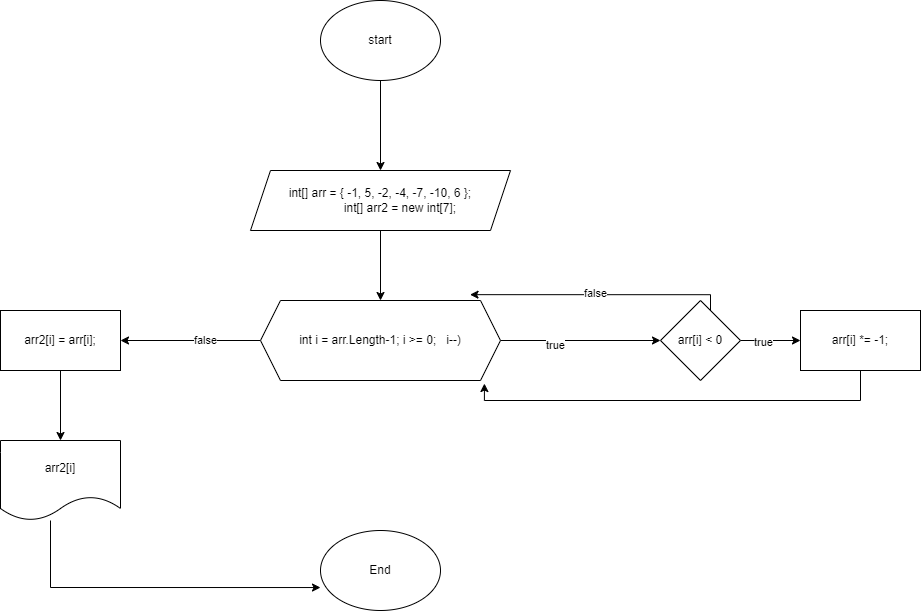 start
int[] arr = { -1, 5, -2, -4, -7, -10, 6 };
int[] arr2 = new int[7];
false
arr2[i] = arr[i];
false
int i = arr.Length-1; i >= 0; i--)
true
arr[i] < 0
true
arr[i] *= -1;
arr2[i]
End